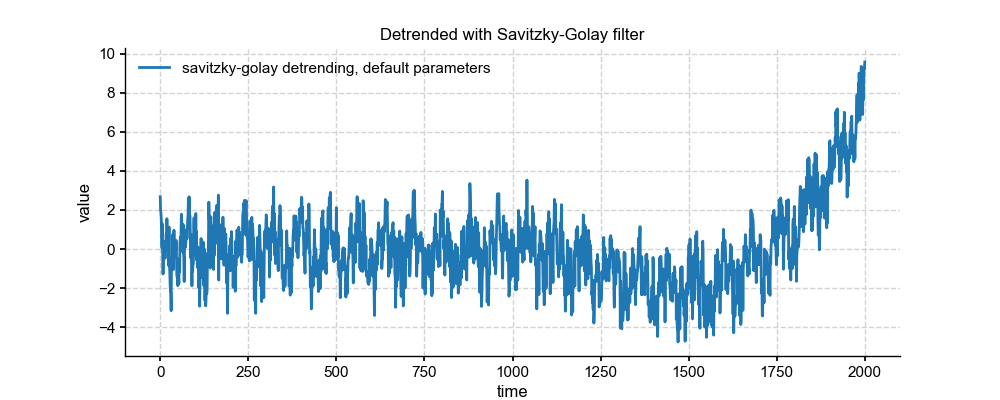 Detrended with Savitzky-Golay filter
savitzky-golay detrending, default parameters
value
10
8
6
4
2
0
−2
−4
0 250 500 750 1000 1250 1500 1750 2000
time